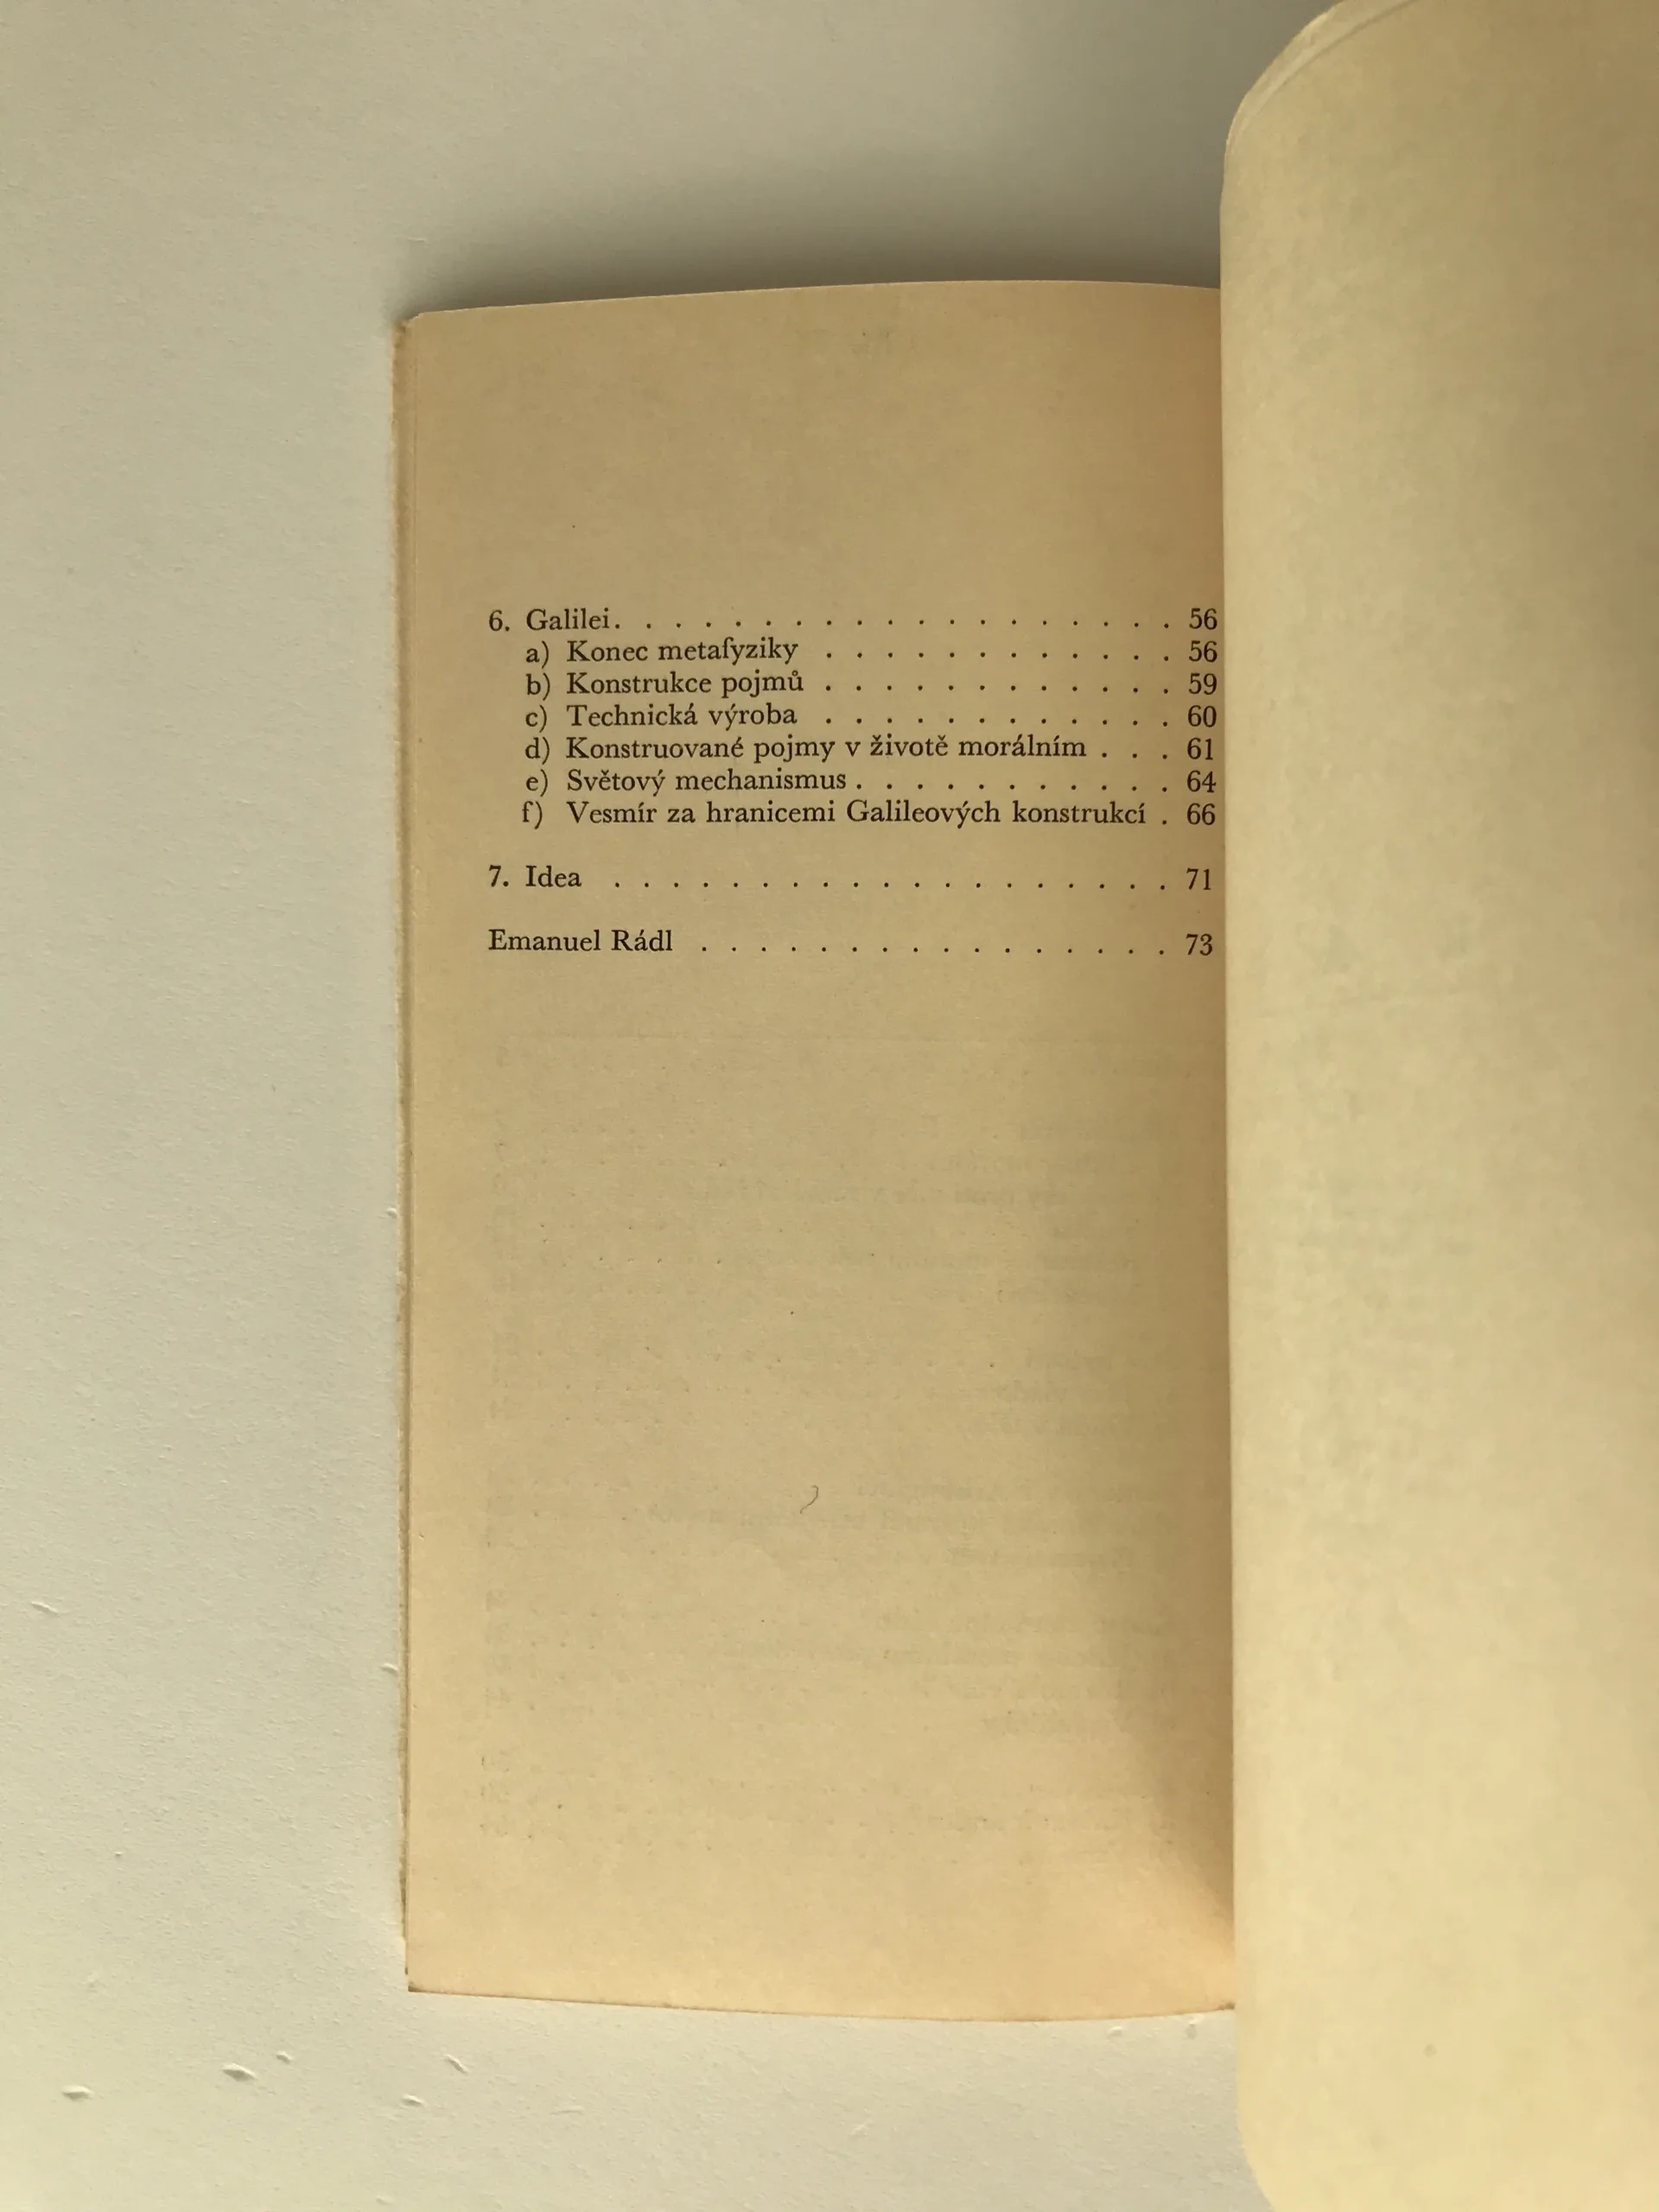 6. Galilei. . . . . . . . . . . . . . . . . . . 56
a) Konec metafyziky . . . . . . . . . . . . 56
b) Konstrukce pojmů . . . . . . . . . . . . 59
c) Technická výroba . . . . . . . . . . . . 60
d) Konstruované pojmy v životě morálním . . . 61
e) Světový mechanismus . . . . . . . . . . . 64
f) Vesmír za hranicemi Galileových konstrukcí . 66
7. Idea . . . . . . . . . . . . . . . . . . . 71
Emanuel Rádl . . . . . . . . . . . . . . . . 73